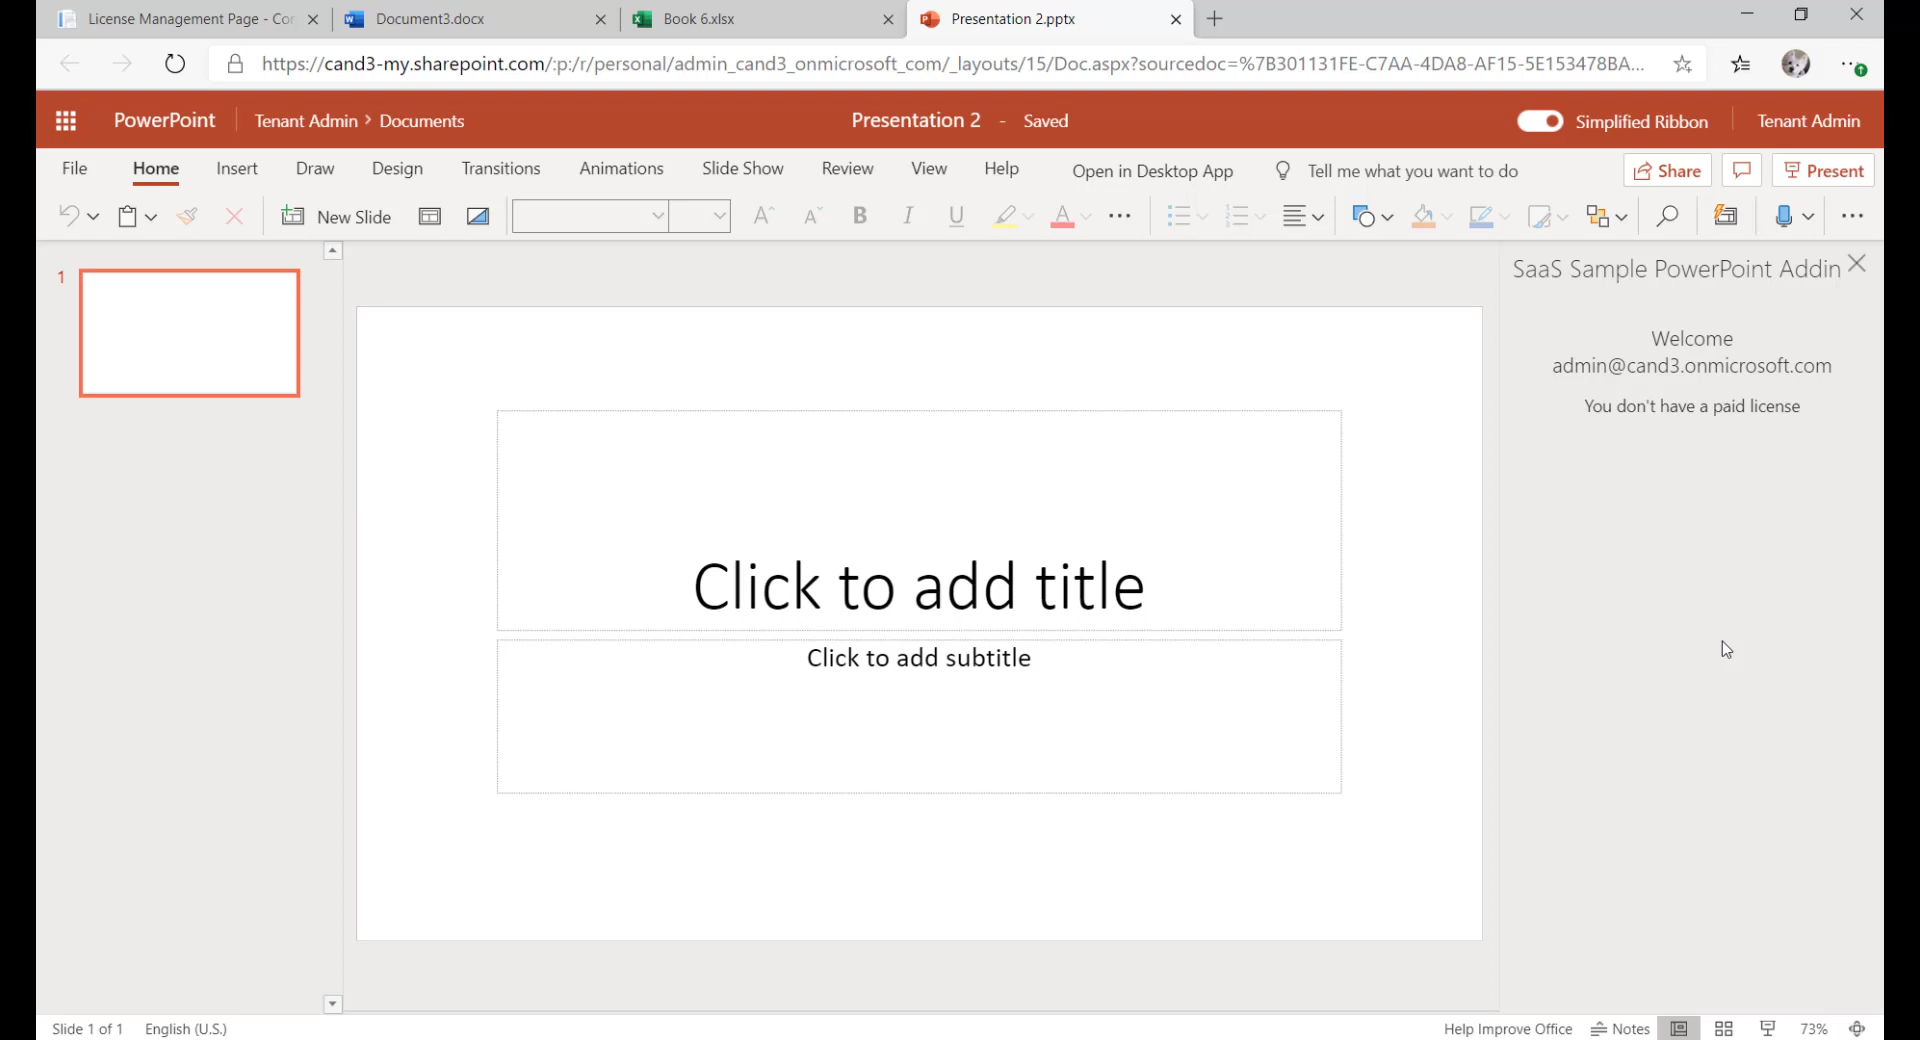 License Management Page - Co
Document3.docx
Book 6.xlsx
Presentation 2.pptx
https://cand3-my.sharepoint.com/:p:/r/personal/admin_cand3_onmicrosoft_com/_layouts/15/Doc.aspx?sourcedoc=%7B301131FE-C7AA-4DA8-AF15-5E153478BA...
PowerPoint
Tenant Admin > Documents
Presentation 2 - Saved
Simplified Ribbon
Tenant Admin
File
Home
Insert
Draw
Design
Transitions
Animations
Slide Show
Review
View
Help
Open in Desktop App
Tell me what you want to do
Share
Present
New Slide
1
Click to add title
Click to add subtitle
SaaS Sample PowerPoint Addin
Welcome
admin@cand3.onmicrosoft.com
You don't have a paid license
Slide 1 of 1
English (U.S.)
Help Improve Office
Notes
73%